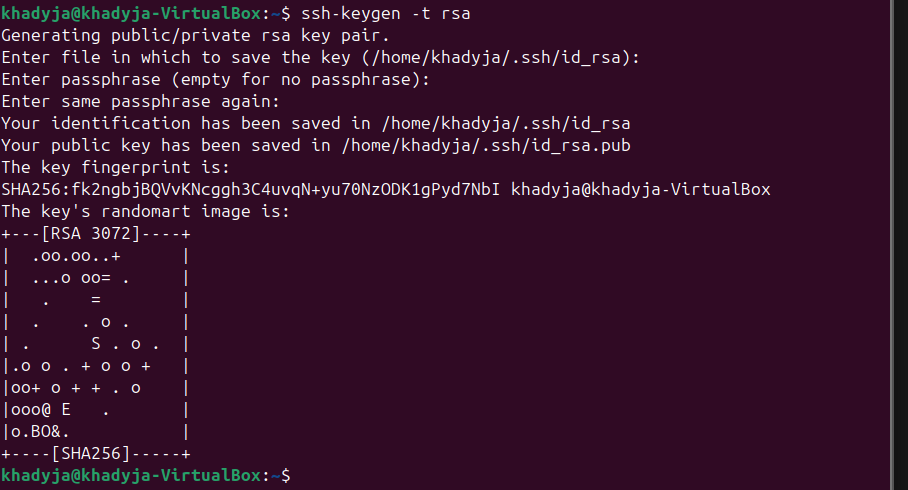 khadyja@khadyja-VirtualBox:~$ ssh-keygen -t rsa
Generating public/private rsa key pair.
Enter file in which to save the key (/home/khadyja/.ssh/id_rsa):
Enter passphrase (empty for no passphrase):
Enter same passphrase again:
Your identification has been saved in /home/khadyja/.ssh/id_rsa
Your public key has been saved in /home/khadyja/.ssh/id_rsa.pub
The key fingerprint is:
SHA256:fk2ngbjBQVvKNcggh3C4uvqN+yu70NzODK1gPyd7NbI khadyja@khadyja-VirtualBox
The key's randomart image is:
+---[RSA 3072]----+
|  .oo.oo..+      |
|  ...o oo= .     |
|   .    =        |
|  .    . o .     |
| .      S . o .  |
|.o o . + o o +   |
|oo+ o + + . o    |
|ooo@ E   .       |
|o.BO&.           |
+----[SHA256]-----+
khadyja@khadyja-VirtualBox:~$